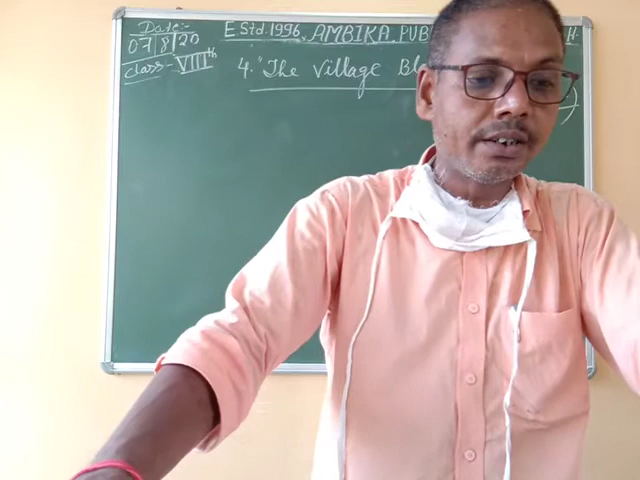 Date:-
EStd.1996. AMBIKA PUB
07/8/20
class:- VIIIth
4. "The Village Bl